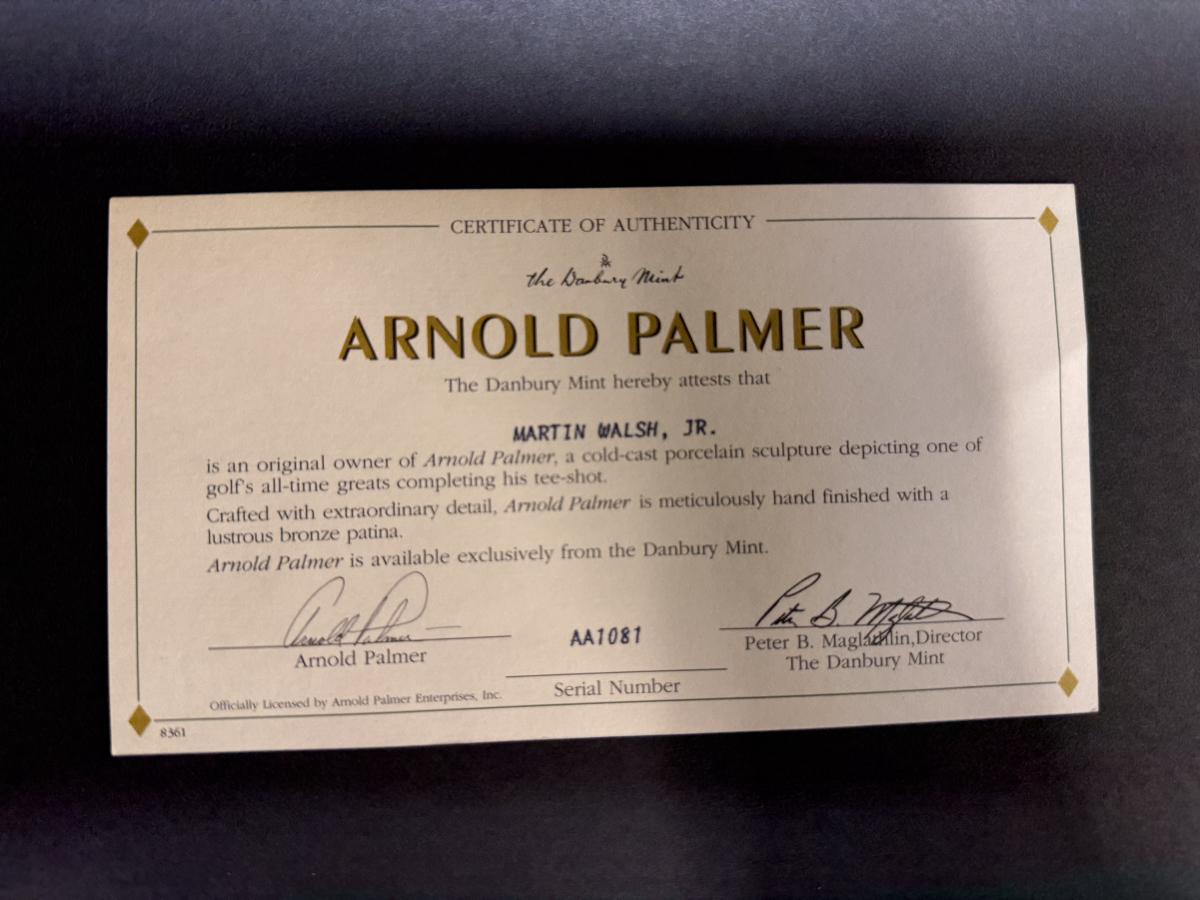 CERTIFICATE OF AUTHENTICITY
the Danbury Mint
ARNOLD PALMER
The Danbury Mint hereby attests that
MARTIN WALSH, JR.
is an original owner of Arnold Palmer, a cold-cast porcelain sculpture depicting one of
golf's all-time greats completing his tee-shot.
Crafted with extraordinary detail, Arnold Palmer is meticulously hand finished with a
lustrous bronze patina.
Arnold Palmer is available exclusively from the Danbury Mint.
Arnold Palmer
Arnold Palmer
AA1081
Serial Number
Peter B. Maglathlin
Peter B. Maglathlin,Director
The Danbury Mint
Officially Licensed by Arnold Palmer Enterprises, Inc.
8361